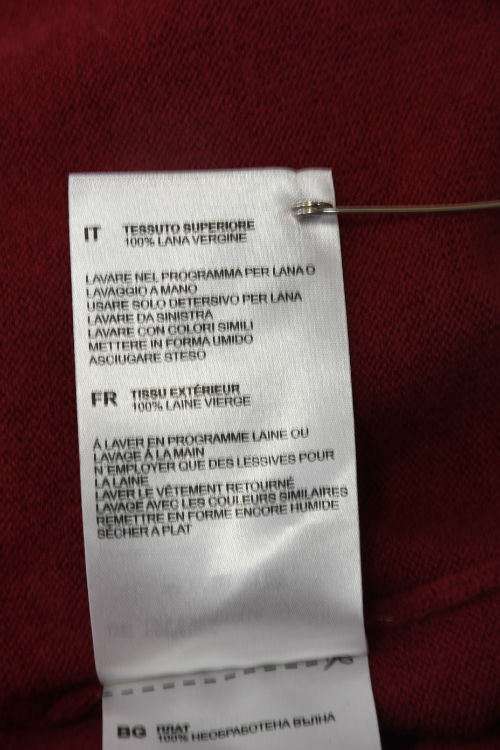 IT TESSUTO SUPERIORE
100% LANA VERGINE
LAVARE NEL PROGRAMMA PER LANA O
LAVAGGIO A MANO
USARE SOLO DETERSIVO PER LANA
LAVARE DA SINISTRA
LAVARE CON COLORI SIMILI
METTERE IN FORMA UMIDO
ASCIUGARE STESO
FR TISSU EXTÉRIEUR
100% LAINE VIERGE
À LAVER EN PROGRAMME LAINE OU
LAVAGE À LA MAIN
N'EMPLOYER QUE DES LESSIVES POUR
LA LAINE
LAVER LE VÊTEMENT RETOURNÉ
LAVAGE AVEC LES COULEURS SIMILAIRES
REMETTRE EN FORME ENCORE HUMIDE
SÉCHER A PLAT
BG ПЛАТ
100% НЕОБРАБОТЕНА ВЪЛНА